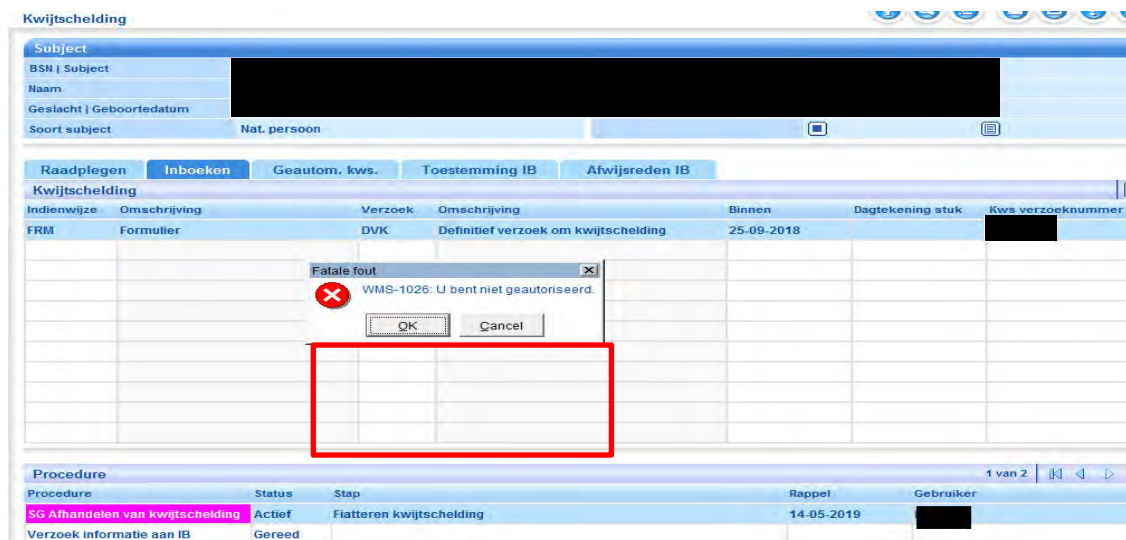 Kwijtschelding
Subject
BSN | Subject
Naam
Geslacht | Geboortedatum
Soort subject Nat. persoon
Raadplegen Inboeken Geautom. kws. Toestemming IB Afwijsreden IB
Kwijtschelding
Indienwijze Omschrijving Verzoek Omschrijving Binnen Dagtekening stuk Kws verzoeknummer
FRM Formulier DVK Definitief verzoek om kwijtschelding 25-09-2018
Fatale fout
WMS-1026: U bent niet geautoriseerd.
OK Cancel
Procedure 1 van 2
Procedure Status Stap Rappel Gebruiker
SG Afhandelen van kwijtschelding Actief Fiatteren kwijtschelding 14-05-2019
Verzoek informatie aan IB Gereed